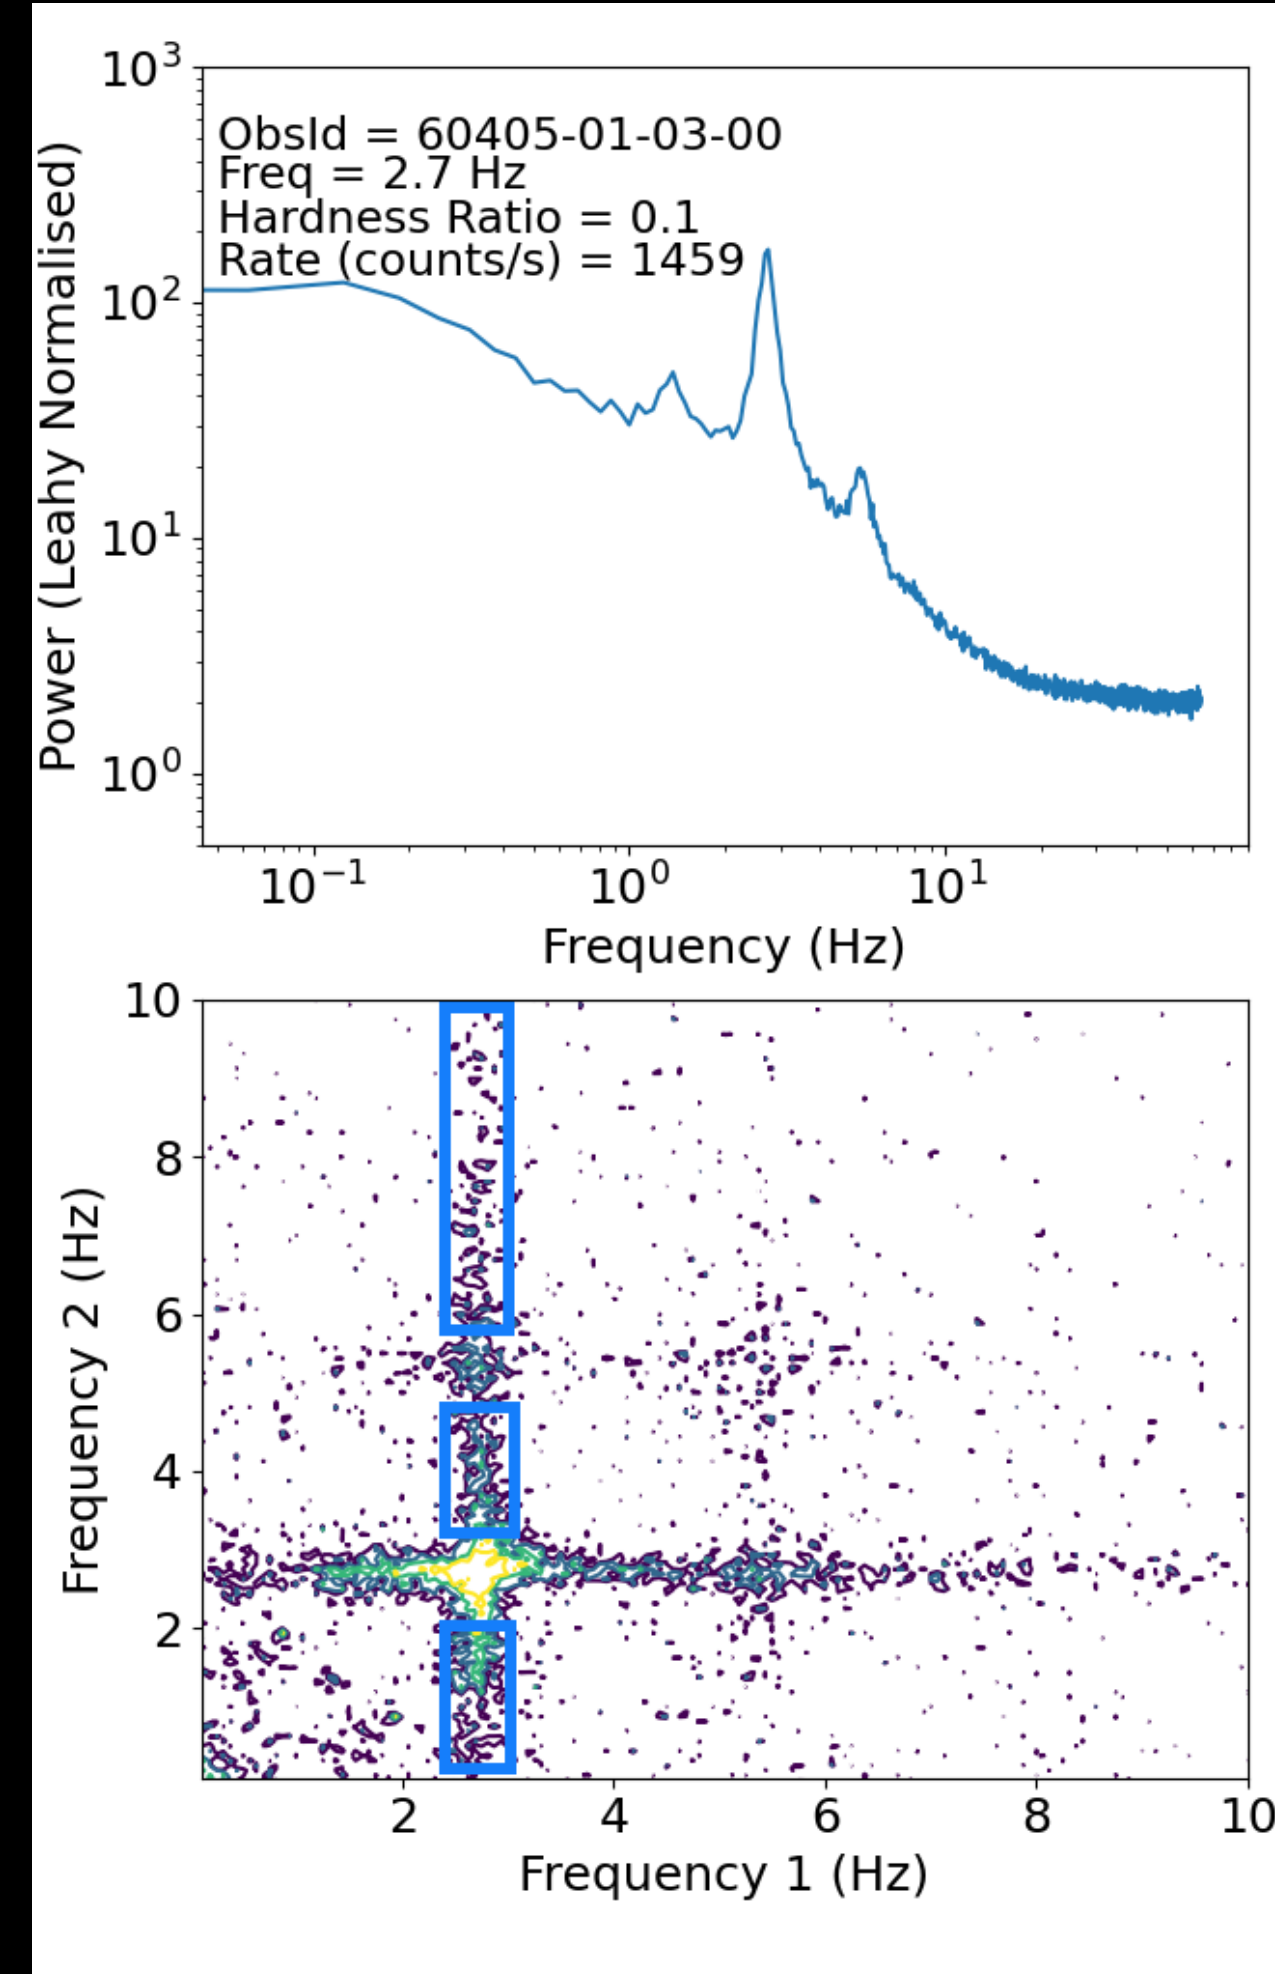 10³
ObsId = 60405-01-03-00
Freq = 2.7 Hz
Hardness Ratio = 0.1
Rate (counts/s) = 1459
10²
10¹
10⁰
Power (Leahy Normalised)
10⁻¹ 10⁰ 10¹
Frequency (Hz)
10
8
6
4
2
Frequency 2 (Hz)
2 4 6 8 10
Frequency 1 (Hz)